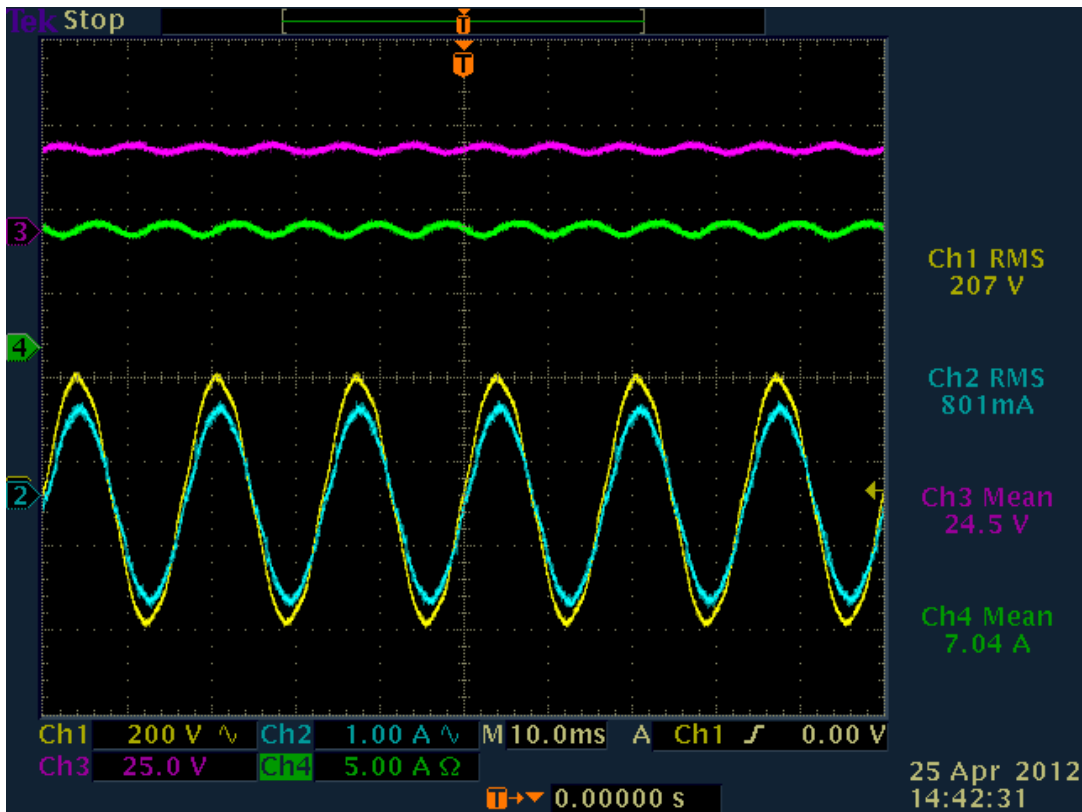 Tek Stop
T
T
3
4
2
Ch1 RMS
207 V
Ch2 RMS
801mA
Ch3 Mean
24.5 V
Ch4 Mean
7.04 A
Ch1 200 V Ch2 1.00 A M 10.0ms A Ch1 0.00 V
Ch3 25.0 V Ch4 5.00 A Ω
T 0.00000 s
25 Apr 2012
14:42:31